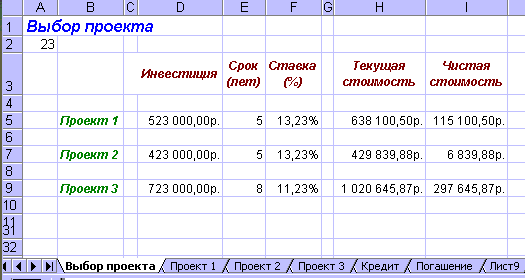 A B C D E F G H I
1 Выбор проекта
2 23
3 Инвестиция Срок (лет) Ставка (%) Текущая стоимость Чистая стоимость
4
5 Проект 1 523 000,00р. 5 13,23% 638 100,50р. 115 100,50р.
6
7 Проект 2 423 000,00р. 5 13,23% 429 839,88р. 6 839,88р.
8
9 Проект 3 723 000,00р. 8 11,23% 1 020 645,87р. 297 645,87р.
10
11
31
32
Выбор проекта Проект 1 Проект 2 Проект 3 Кредит Погашение Лист9